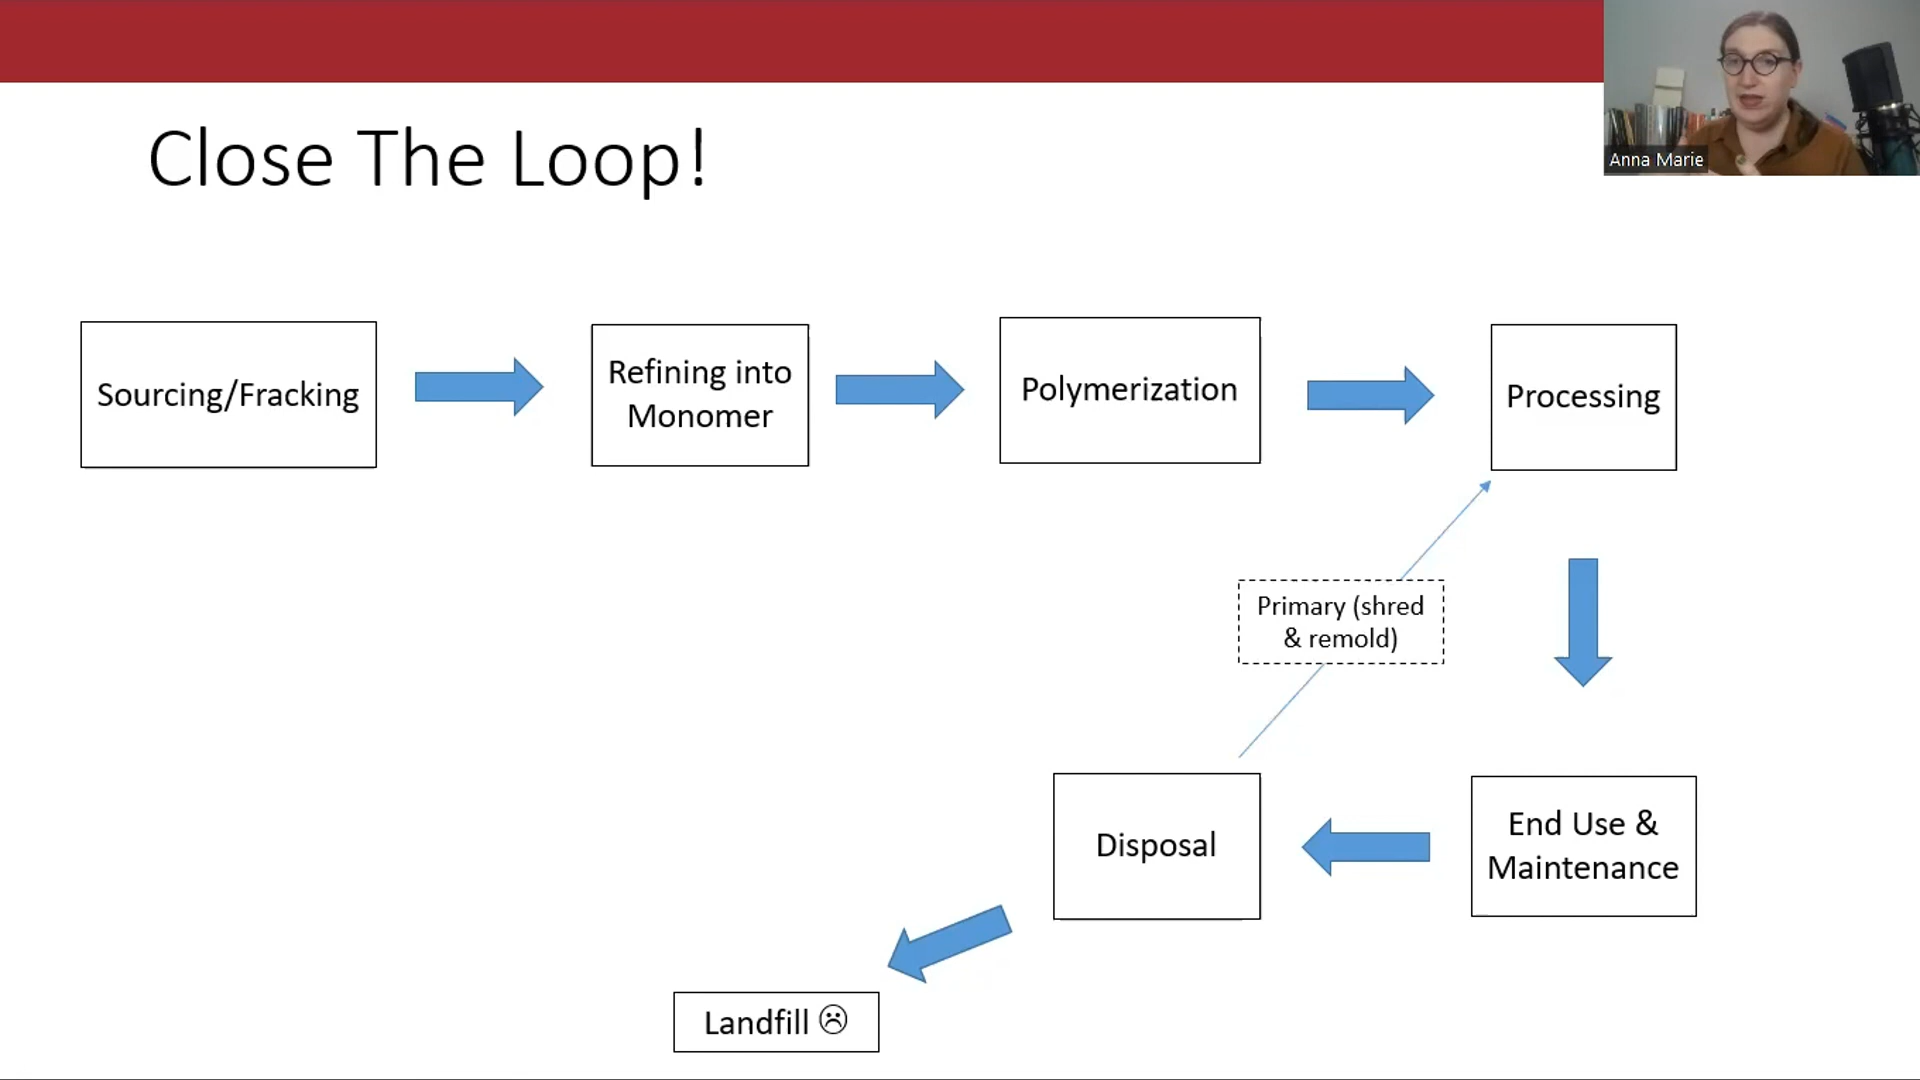 Anna Marie
Close The Loop!
Sourcing/Fracking
Refining into
Monomer
Polymerization
Processing
Primary (shred
& remold)
Disposal
End Use &
Maintenance
Landfill ☹